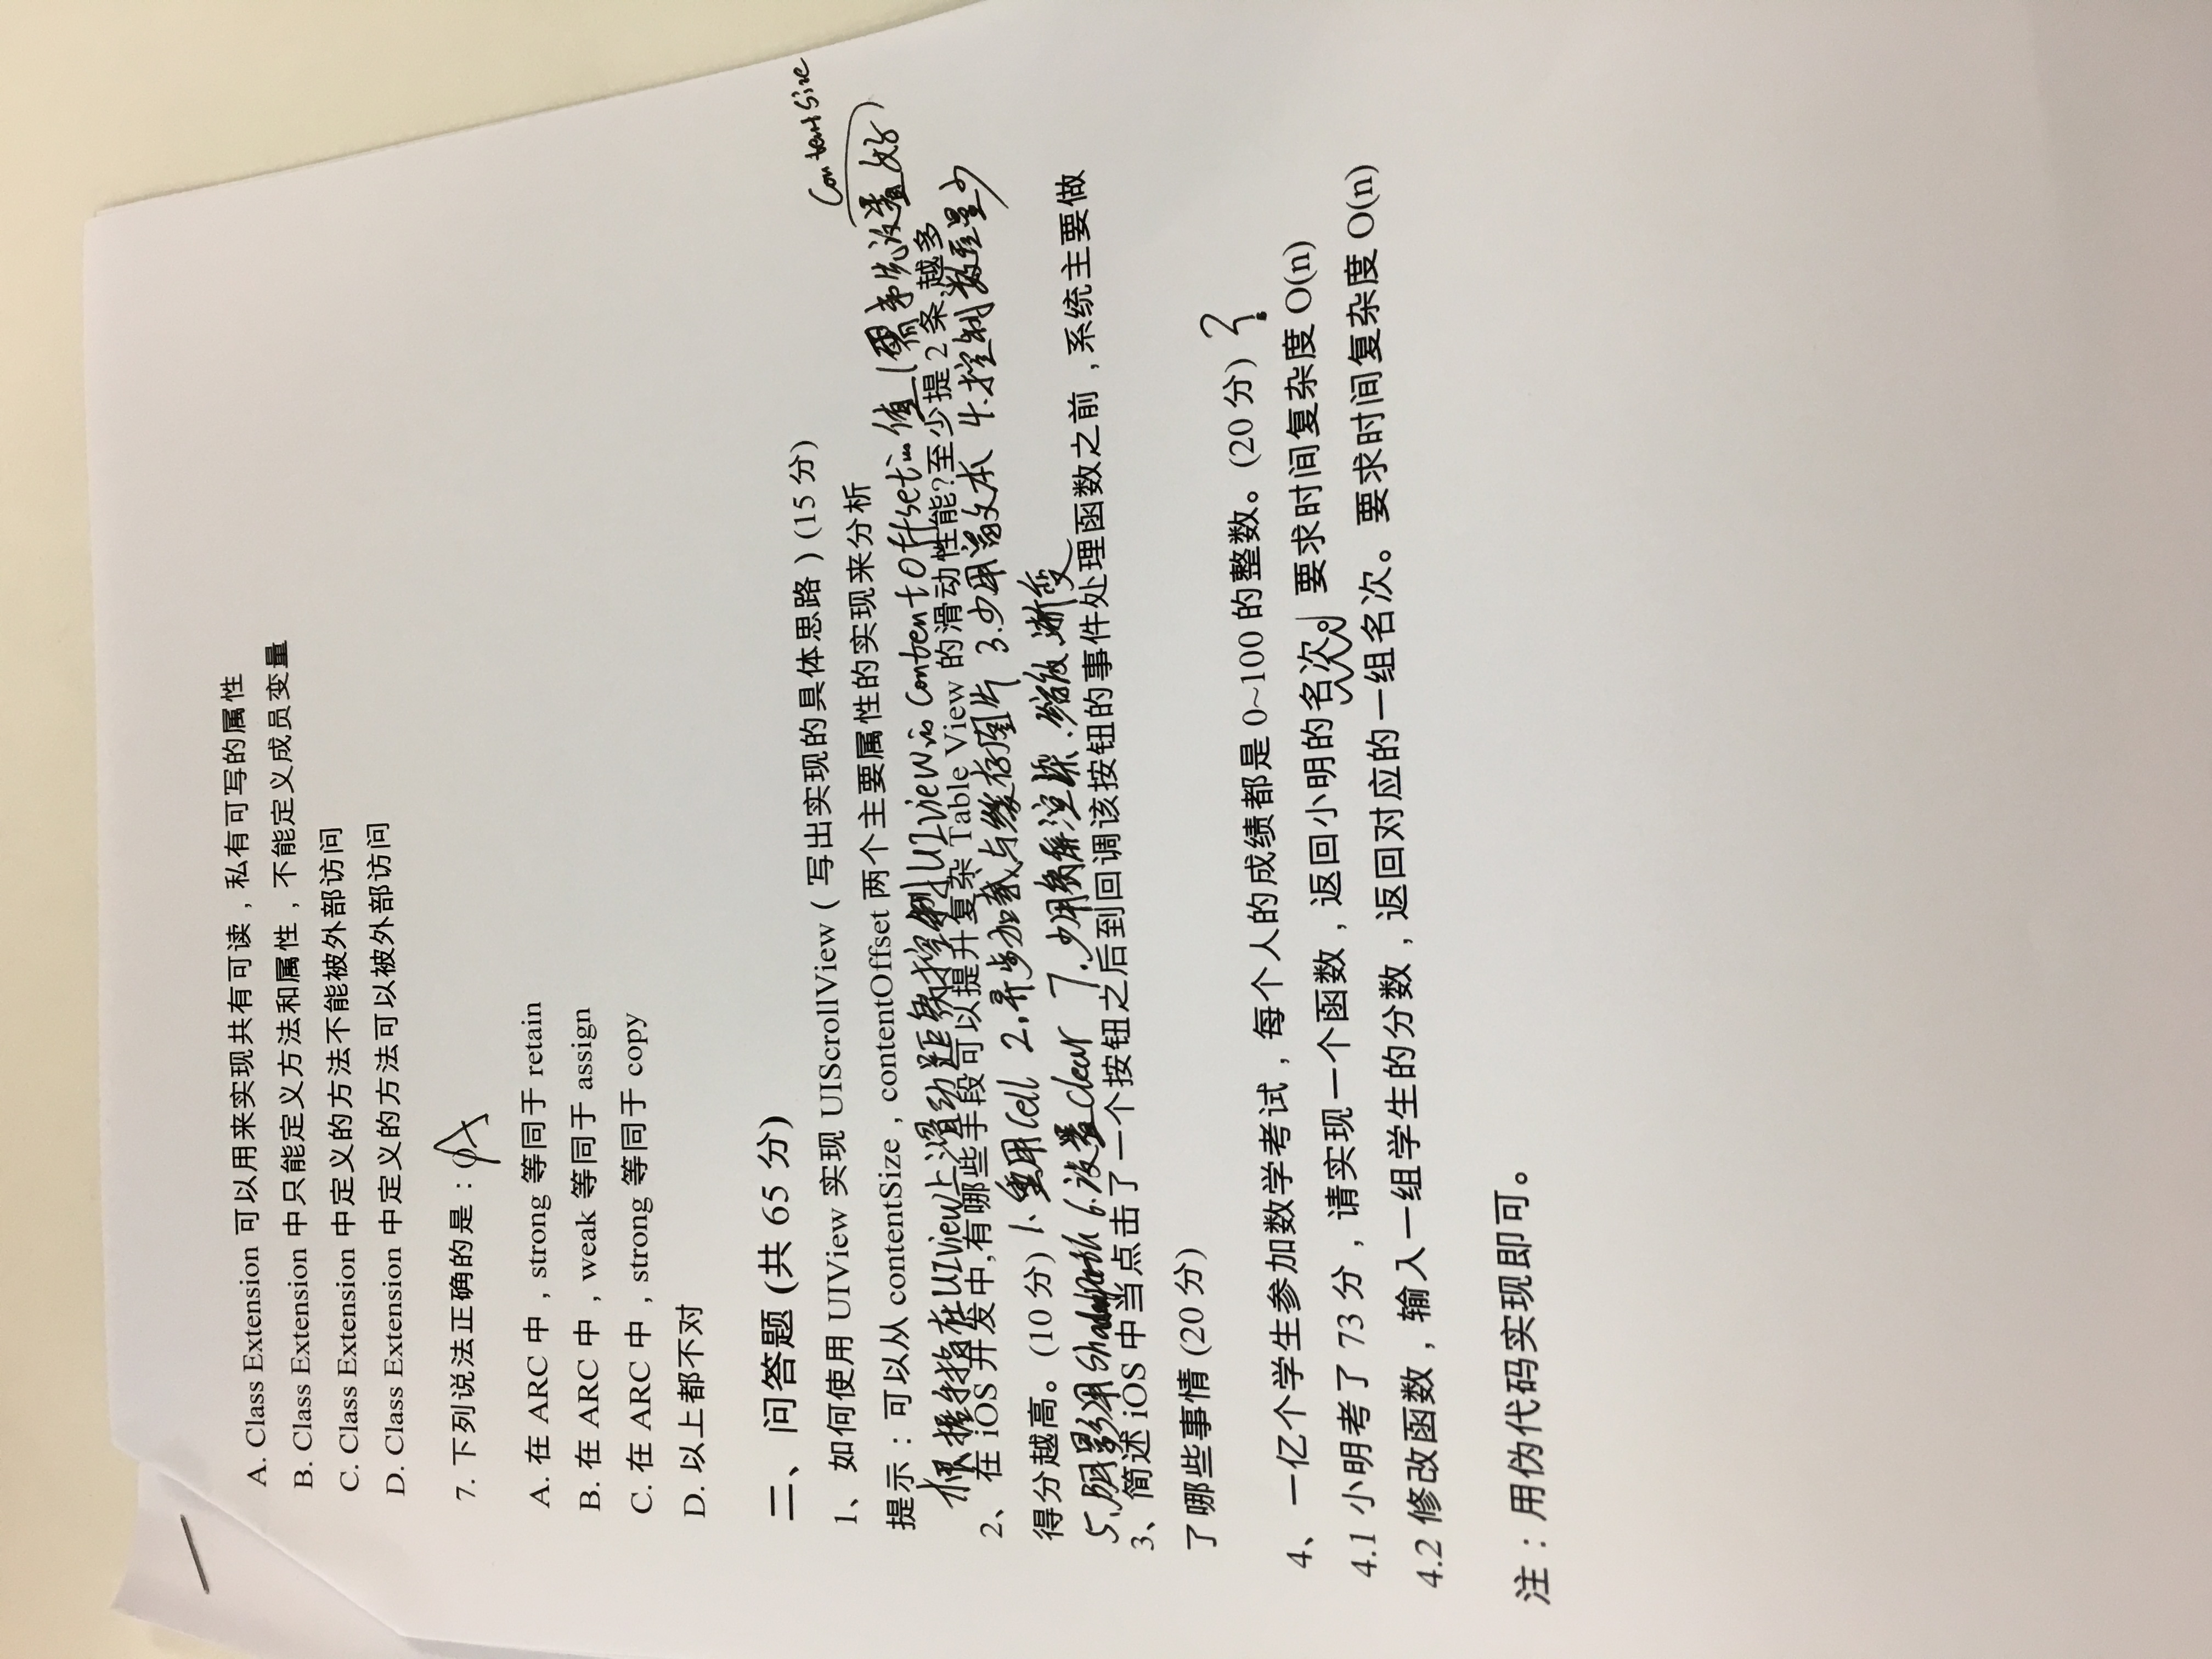 A. Class Extension 可以用来实现共有可读，私有可写的属性
B. Class Extension 中只能定义方法和属性，不能定义成员变量
C. Class Extension 中定义的方法不能被外部访问
D. Class Extension 中定义的方法可以被外部访问
7. 下列说法正确的是：A
A. 在 ARC 中，strong 等同于 retain
B. 在 ARC 中，weak 等同于 assign
C. 在 ARC 中，strong 等同于 copy
D. 以上都不对
二、问答题 (共 65 分)
1、如何使用 UIView 实现 UIScrollView（写出实现的具体思路）(15 分)
ContentSize
提示：可以从 contentSize，contentOffset 两个主要属性的实现来分析
根据手指在UIView上滑动距离控制UIView的contentOffset的值(需事先设置好)
2、在 iOS 开发中,有哪些手段可以提升复杂 Table View 的滑动性能?至少提 2 条,越多
得分越高。(10 分) 1.重用Cell 2.异步加载与缓存图片 3.少用富文本 4.控制数量少
5.阴影用ShadowPath 6.设置clear 7.少用离屏渲染.缩放.渐变
3、简述 iOS 中当点击了一个按钮之后到回调该按钮的事件处理函数之前，系统主要做
了哪些事情 (20 分)
4、一亿个学生参加数学考试，每个人的成绩都是 0~100 的整数。(20 分) ?
4.1 小明考了 73 分，请实现一个函数，返回小明的名次。要求时间复杂度 O(n)
4.2 修改函数，输入一组学生的分数，返回对应的一组名次。要求时间复杂度 O(n)
注：用伪代码实现即可。